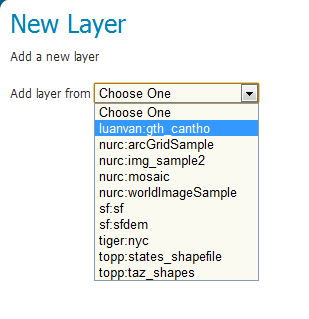 New Layer
Add a new layer
Add layer from Choose One
Choose One
luanvan:gth_cantho
nurc:arcGridSample
nurc:img_sample2
nurc:mosaic
nurc:worldImageSample
sf:sf
sf:sfdem
tiger:nyc
topp:states_shapefile
topp:taz_shapes